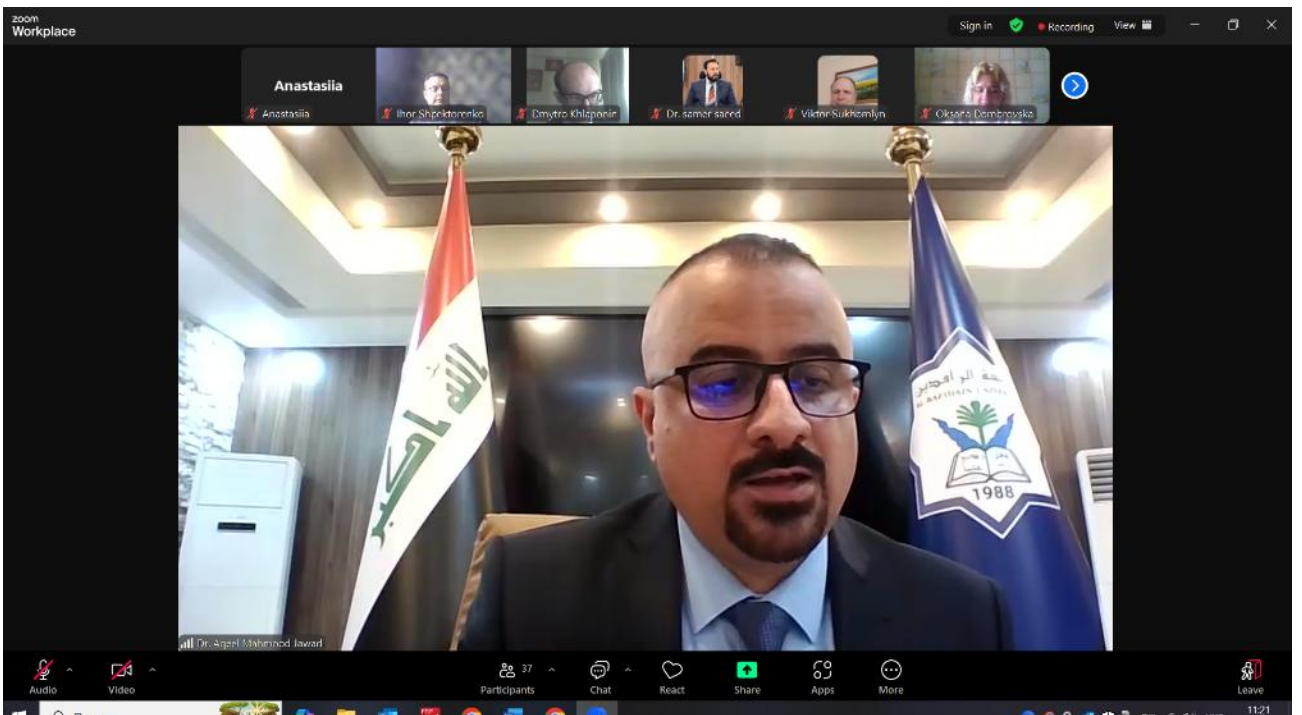 zoom
Workplace
Sign in
Recording
View
Anastasiia
Anastasiia
Ihor Shpektorenko
Dmytro Khlaponin
Dr. samer saeed
Viktor Sukhomlyn
Oksana Dombrovska
الله اكبر
1988
Dr. Aqeel Mahmood Jawad
Audio
Video
37
Participants
Chat
React
Share
Apps
More
Leave
11:21